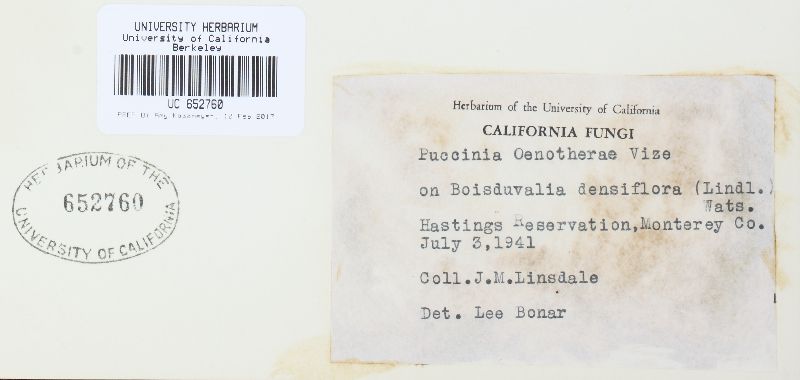 UNIVERSITY HERBARIUM
University of California
Berkeley
UC 652760
HERBARIUM OF THE
652760
UNIVERSITY OF CALIFORNIA
Herbarium of the University of California
CALIFORNIA FUNGI
Puccinia Oenotherae Vize
on Boisduvalia densiflora (Lindl.)
Wats.
Hastings Reservation,Monterey Co.
July 3,1941
Coll.J.M.Linsdale
Det. Lee Bonar